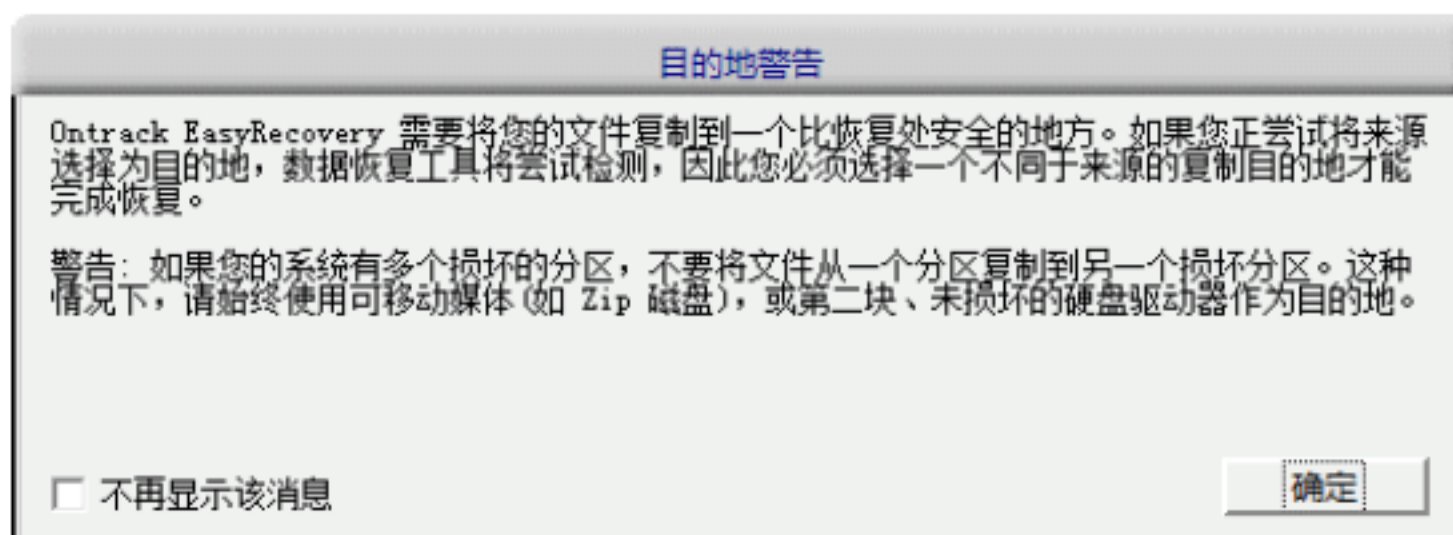 目的地警告
Ontrack EasyRecovery 需要将您的文件复制到一个比恢复处安全的地方。如果您正尝试将来源
选择为目的地，数据恢复工具将尝试检测，因此您必须选择一个不同于来源的复制目的地才能
完成恢复。
警告：如果您的系统有多个损坏的分区，不要将文件从一个分区复制到另一个损坏分区。这种
情况下，请始终使用可移动媒体(如 Zip 磁盘)，或第二块、未损坏的硬盘驱动器作为目的地。
不再显示该消息
确定